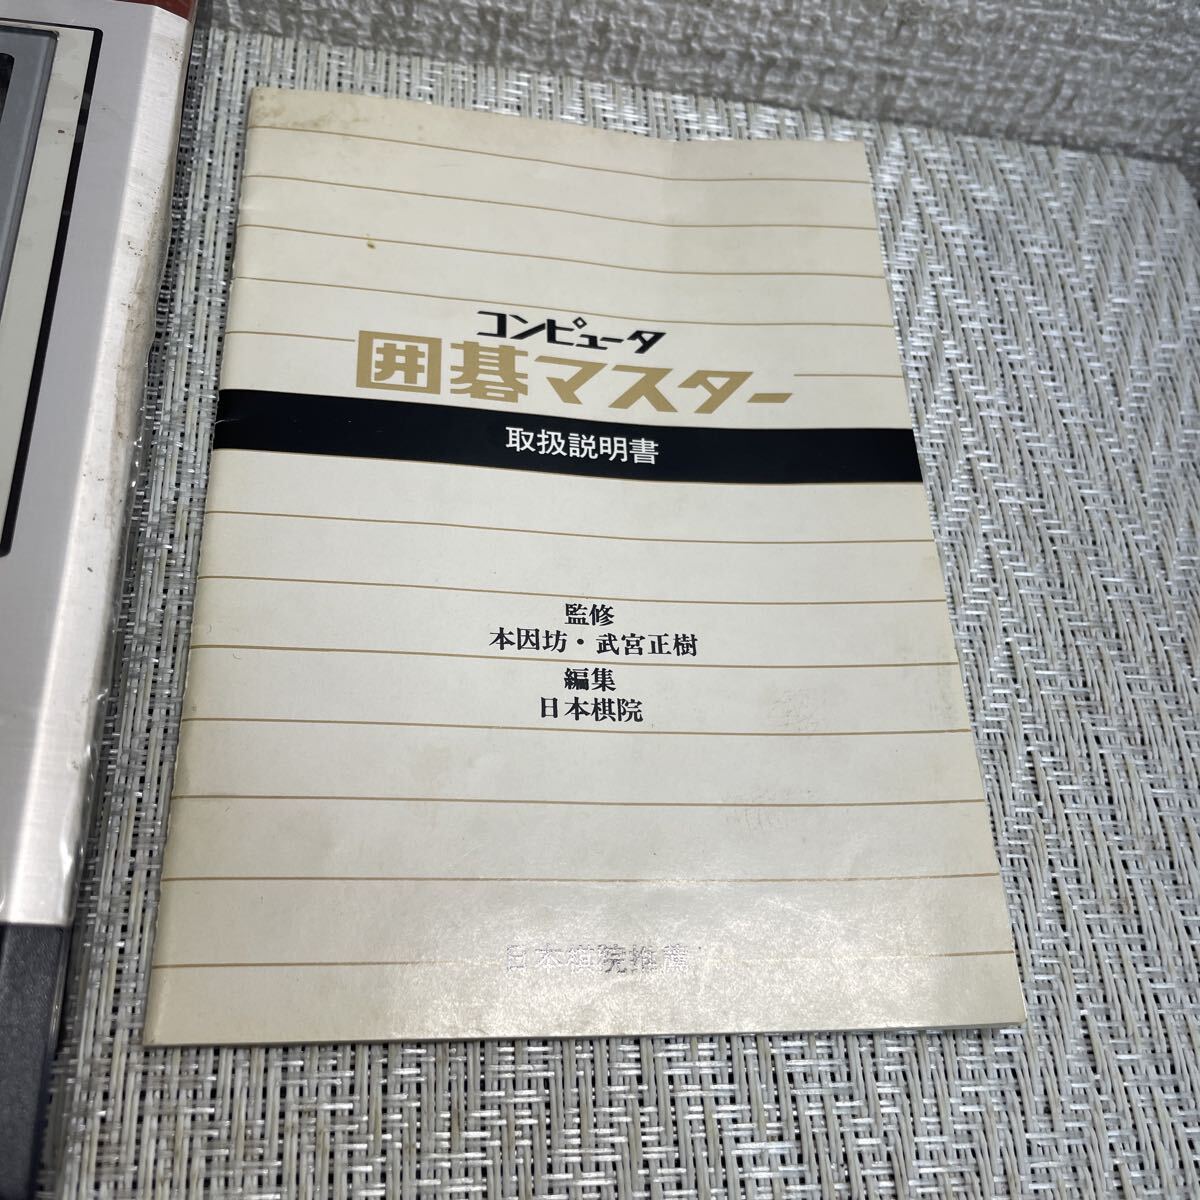 コンピュータ
囲碁マスター
取扱説明書
監修
本因坊・武宮正樹
編集
日本棋院
日本棋院推薦